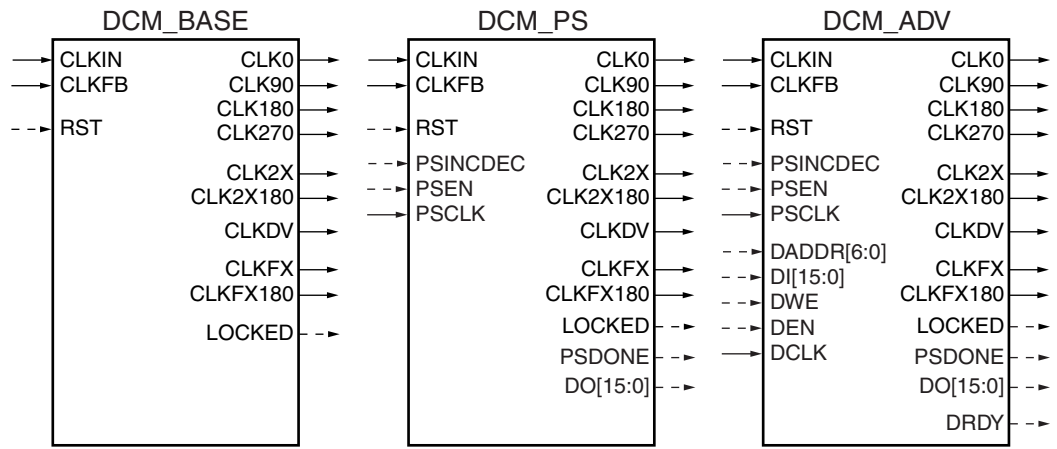 DCM_BASE
CLKIN
CLKFB
RST
CLK0
CLK90
CLK180
CLK270
CLK2X
CLK2X180
CLKDV
CLKFX
CLKFX180
LOCKED
DCM_PS
CLKIN
CLKFB
RST
PSINCDEC
PSEN
PSCLK
CLK0
CLK90
CLK180
CLK270
CLK2X
CLK2X180
CLKDV
CLKFX
CLKFX180
LOCKED
PSDONE
DO[15:0]
DCM_ADV
CLKIN
CLKFB
RST
PSINCDEC
PSEN
PSCLK
DADDR[6:0]
DI[15:0]
DWE
DEN
DCLK
CLK0
CLK90
CLK180
CLK270
CLK2X
CLK2X180
CLKDV
CLKFX
CLKFX180
LOCKED
PSDONE
DO[15:0]
DRDY